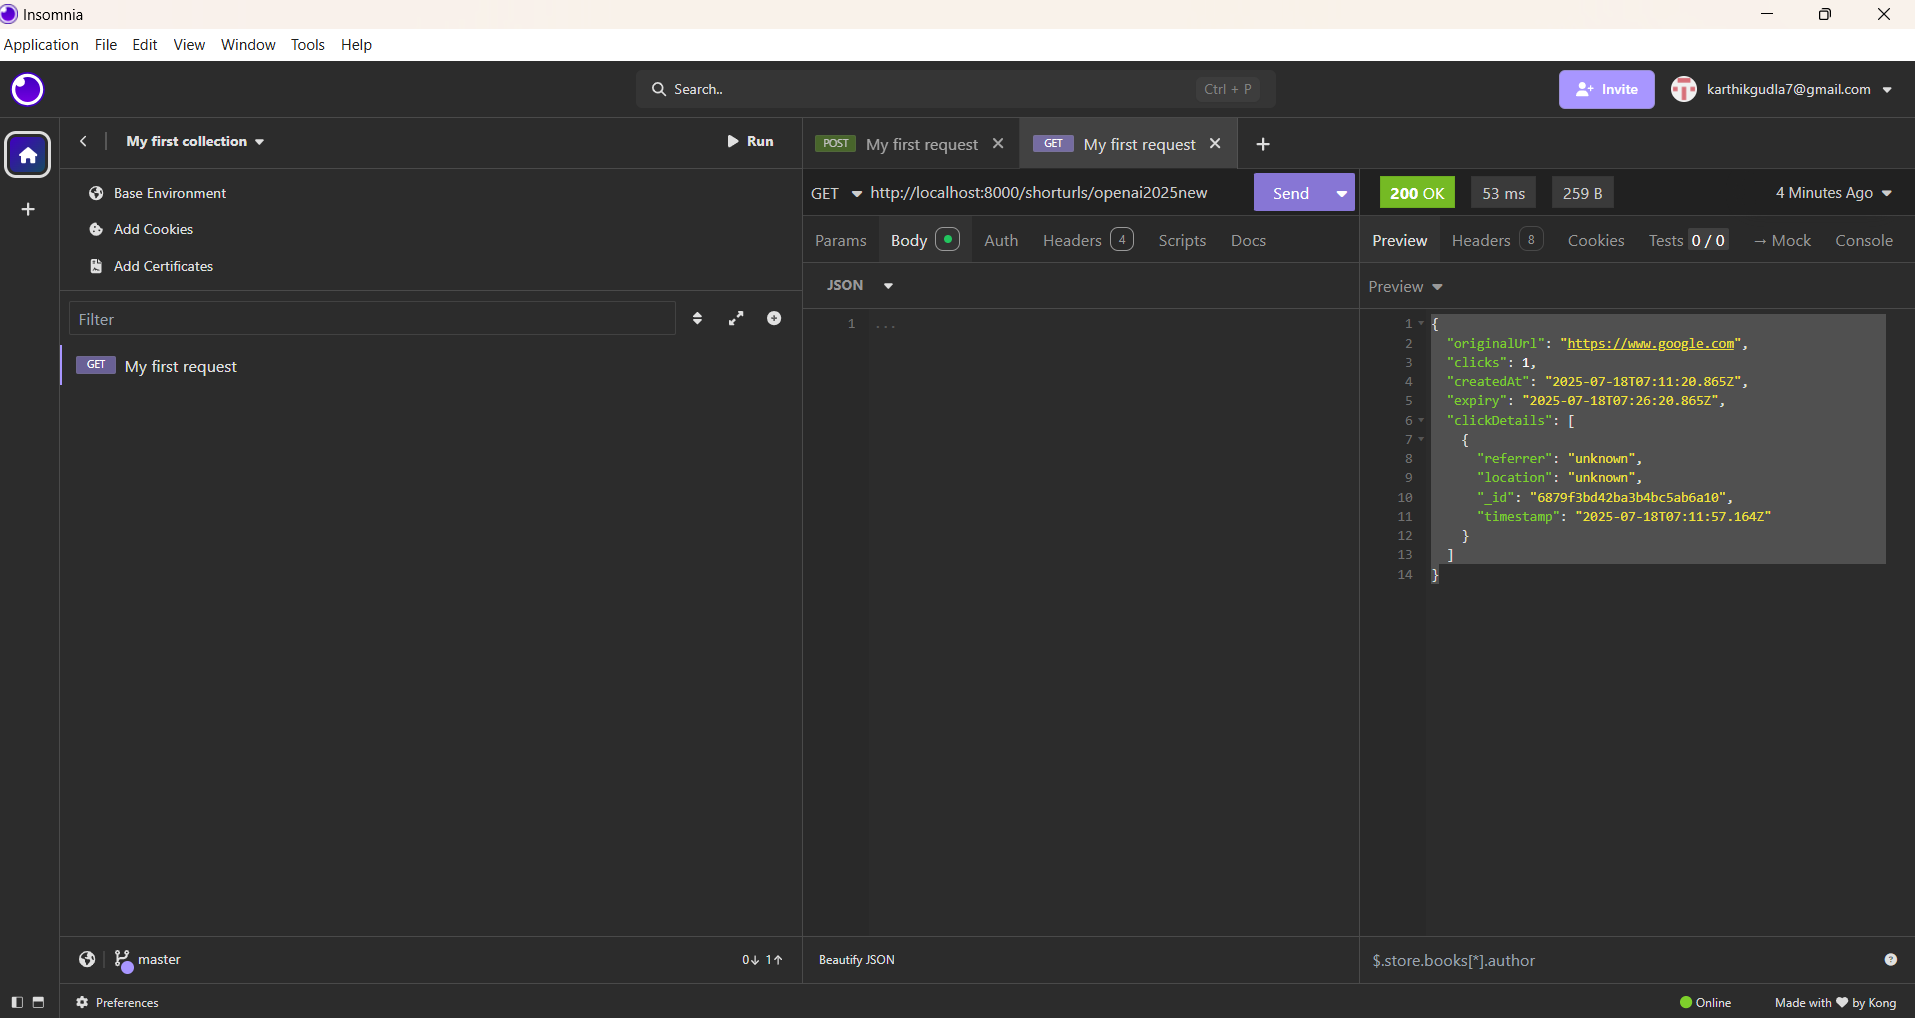 Insomnia
Application File Edit View Window Tools Help
Search.. Ctrl + P
Invite karthikgudla7@gmail.com
My first collection Run
POST My first request GET My first request
Base Environment
Add Cookies
Add Certificates
Filter
GET My first request
GET http://localhost:8000/shorturls/openai2025new Send
200 OK 53 ms 259 B 4 Minutes Ago
Params Body Auth Headers 4 Scripts Docs
Preview Headers 8 Cookies Tests 0 / 0 → Mock Console
JSON
Preview
1 ...
1 {
2 "originalUrl": "https://www.google.com",
3 "clicks": 1,
4 "createdAt": "2025-07-18T07:11:20.865Z",
5 "expiry": "2025-07-18T07:26:20.865Z",
6 "clickDetails": [
7 {
8 "referrer": "unknown",
9 "location": "unknown",
10 "_id": "6879f3bd42ba3b4bc5ab6a10",
11 "timestamp": "2025-07-18T07:11:57.164Z"
12 }
13 ]
14 }
master 0↓ 1↑
Beautify JSON
$.store.books[*].author
Preferences
Online Made with ❤ by Kong